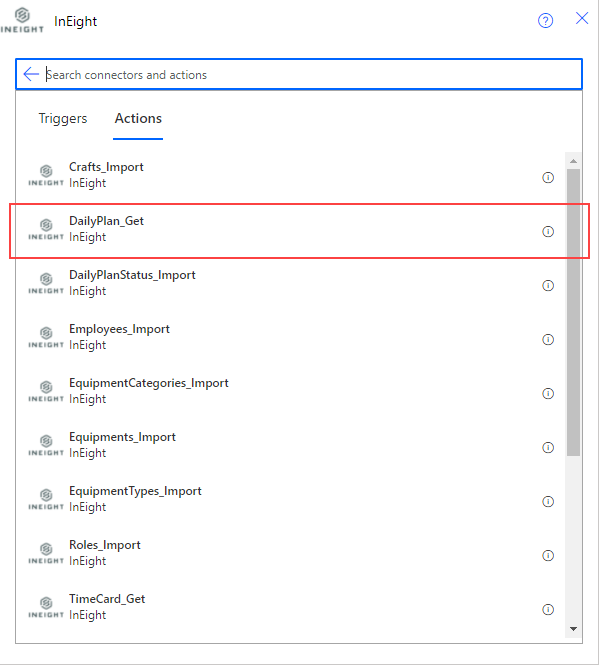 INEIGHT
InEight
?
Search connectors and actions
Triggers
Actions
Crafts_Import
INEIGHT
InEight
DailyPlan_Get
INEIGHT
InEight
DailyPlanStatus_Import
INEIGHT
InEight
Employees_Import
INEIGHT
InEight
EquipmentCategories_Import
INEIGHT
InEight
Equipments_Import
INEIGHT
InEight
EquipmentTypes_Import
INEIGHT
InEight
Roles_Import
INEIGHT
InEight
TimeCard_Get
INEIGHT
InEight